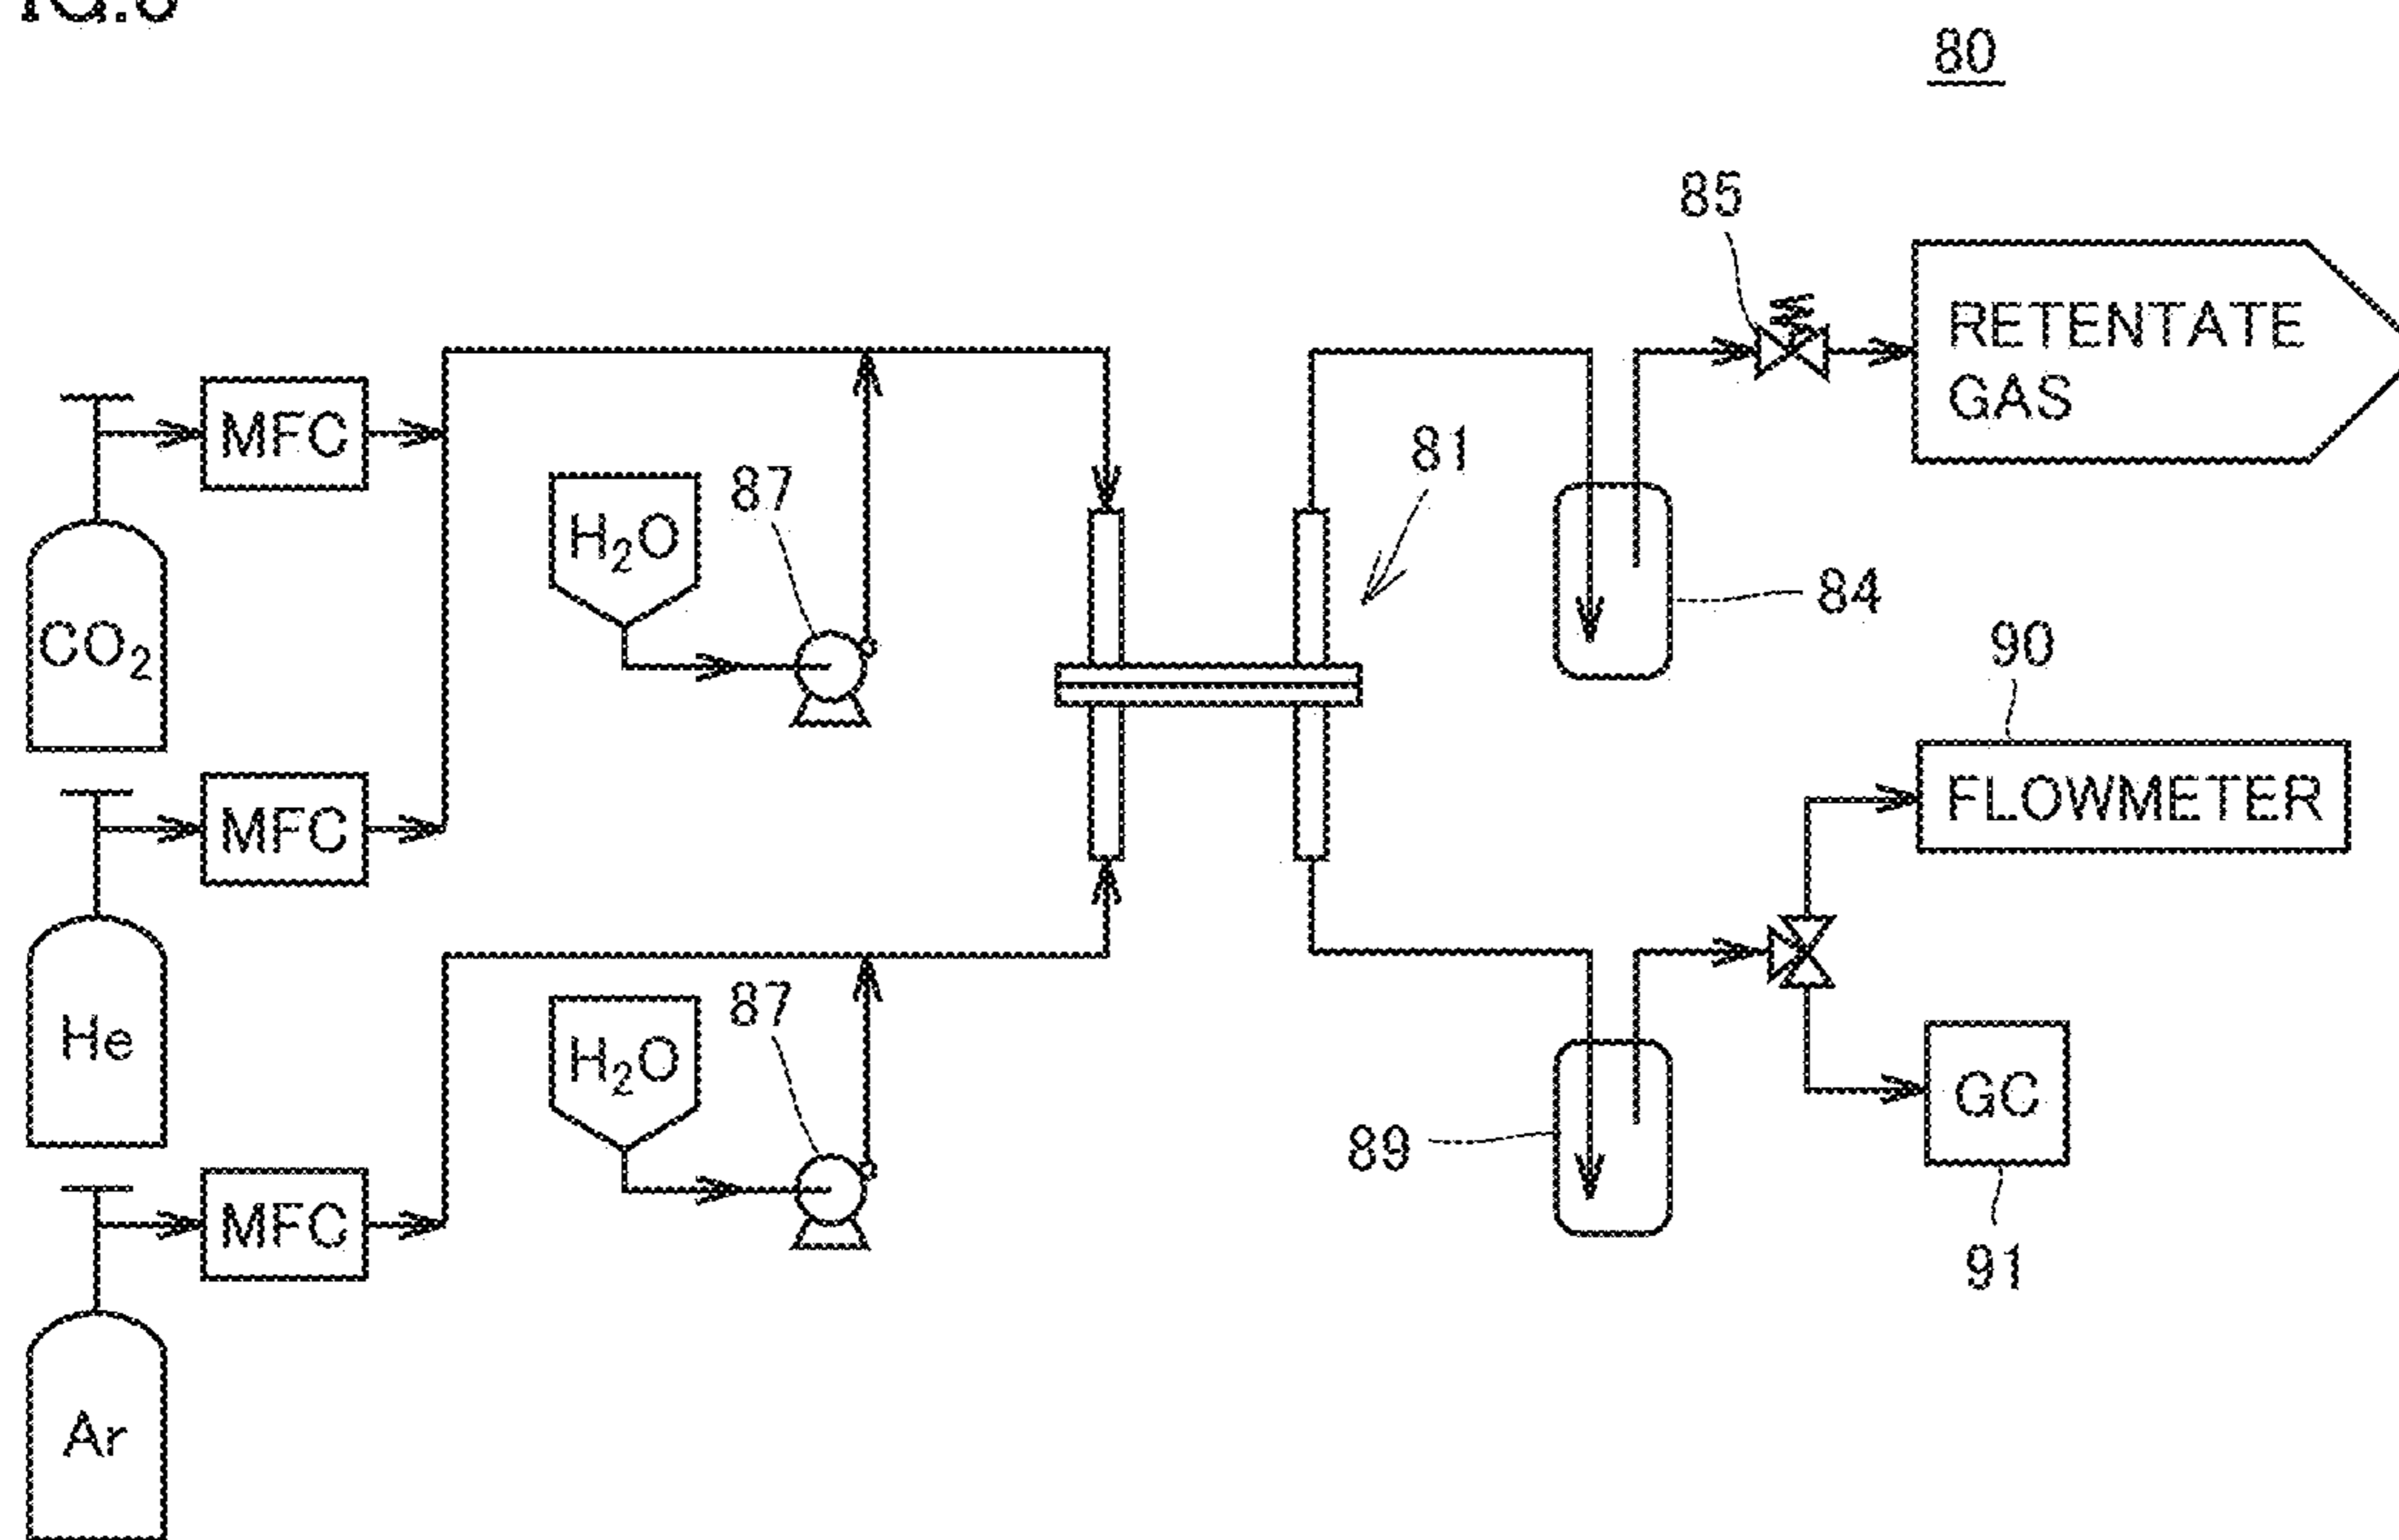 80
85
RETENTATE
GAS
MFC
81
87
H₂O
84
CO₂
90
MFC
FLOWMETER
87
H₂O
He
GC
89
MFC
91
Ar